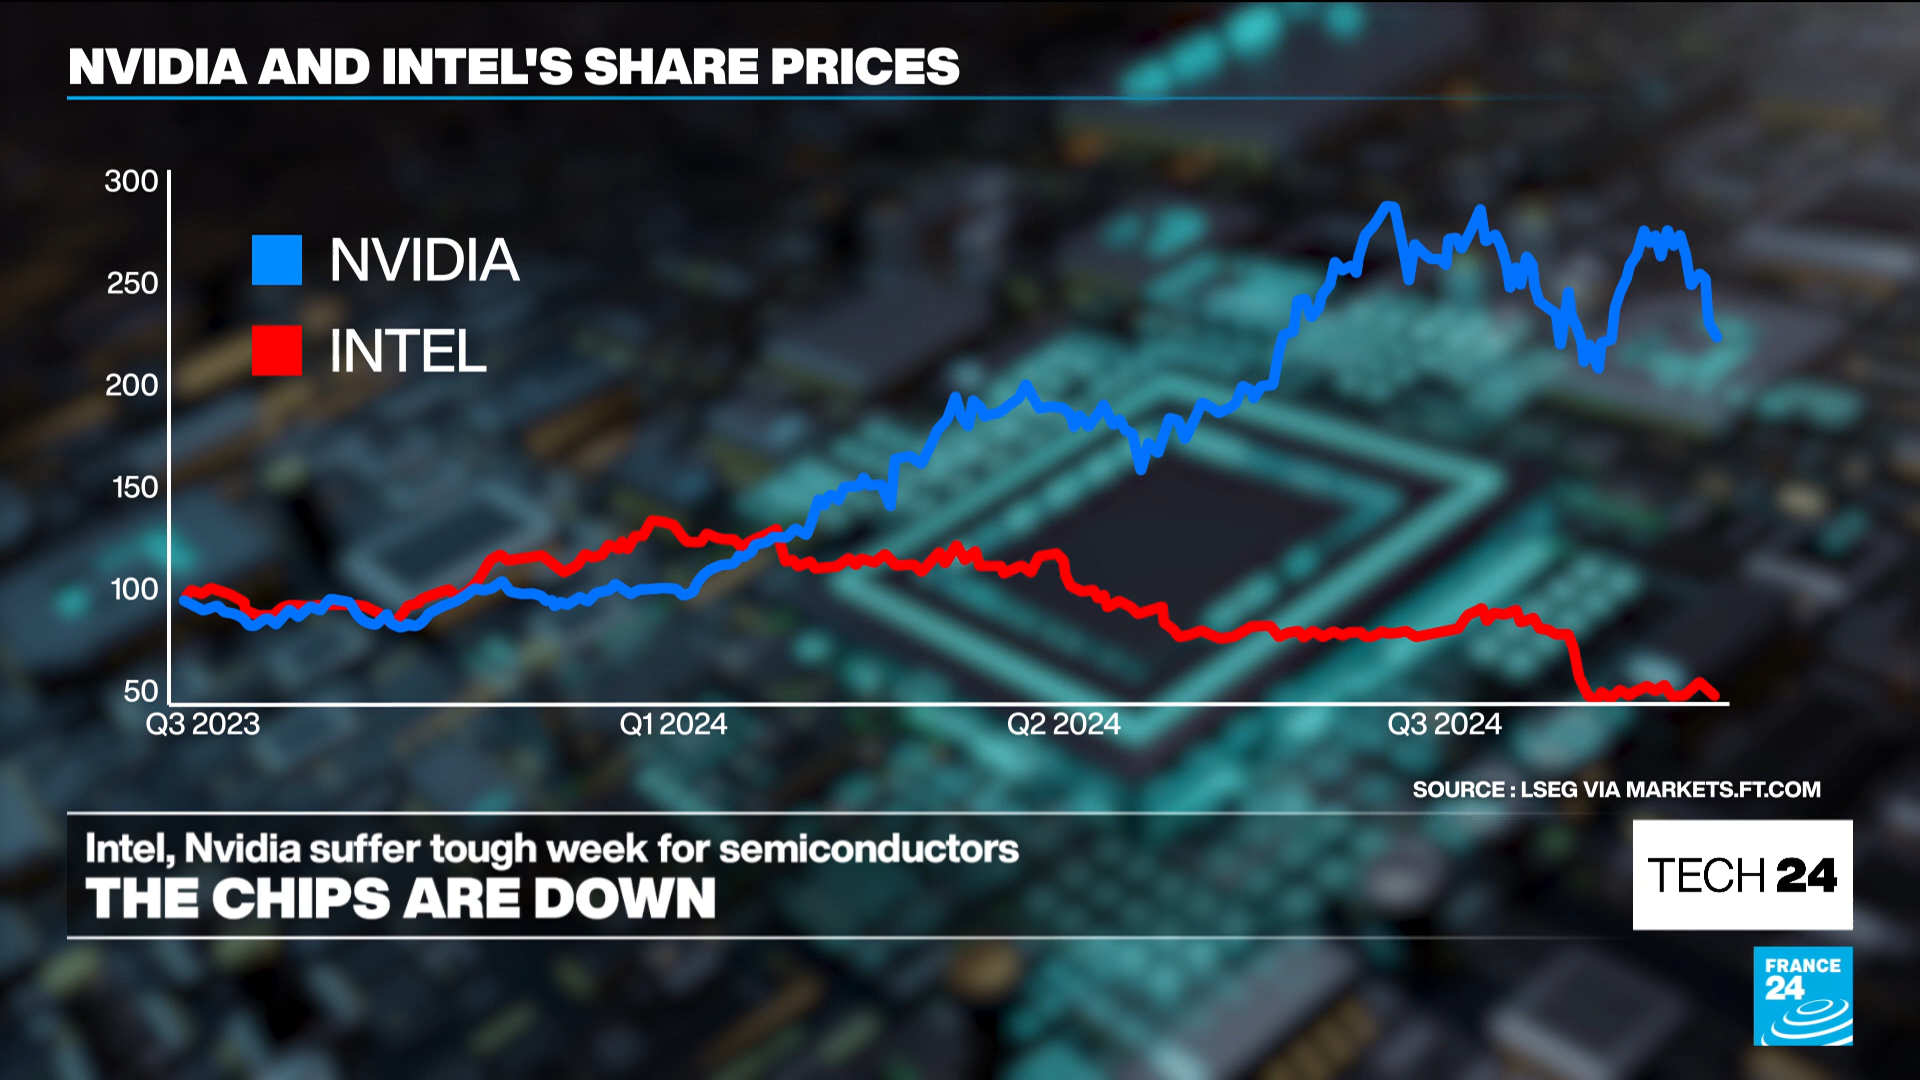 NVIDIA AND INTEL'S SHARE PRICES
300
NVIDIA
250
INTEL
200
150
100
50
Q3 2023 Q1 2024 Q2 2024 Q3 2024
SOURCE : LSEG VIA MARKETS.FT.COM
Intel, Nvidia suffer tough week for semiconductors
THE CHIPS ARE DOWN
TECH 24
FRANCE
24